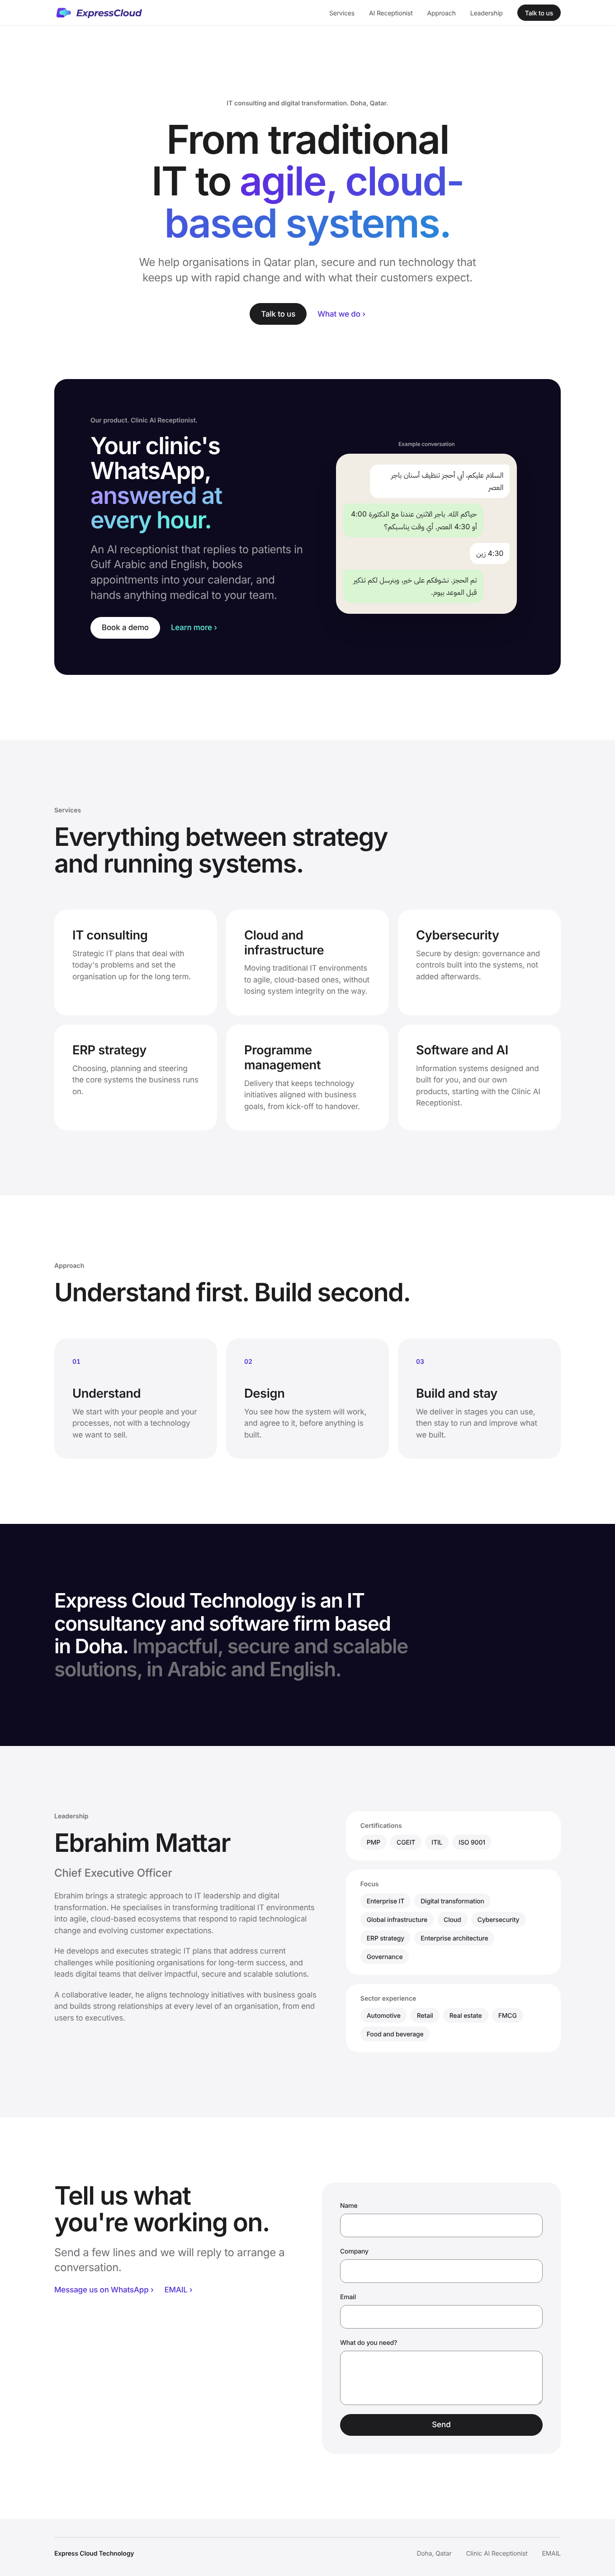 ExpressCloud
Services
AI Receptionist
Approach
Leadership
Talk to us
IT consulting and digital transformation. Doha, Qatar.
From traditional
IT to agile, cloud-
based systems.
We help organisations in Qatar plan, secure and run technology that
keeps up with rapid change and with what their customers expect.
Talk to us
What we do ›
Our product. Clinic AI Receptionist.
Your clinic's
WhatsApp,
answered at
every hour.
An AI receptionist that replies to patients in
Gulf Arabic and English, books
appointments into your calendar, and
hands anything medical to your team.
Book a demo
Learn more ›
Example conversation
السلام عليكم، أبي أحجز تنظيف أسنان باجر
العصر
حياكم الله. باجر الاثنين عندنا مع الدكتورة 4:00
أو 4:30 العصر. أي وقت يناسبكم؟
4:30 زين
تم الحجز. نشوفكم على خير، وبنرسل لكم تذكير
قبل الموعد بيوم.
Services
Everything between strategy
and running systems.
IT consulting
Strategic IT plans that deal with
today's problems and set the
organisation up for the long term.
Cloud and
infrastructure
Moving traditional IT environments
to agile, cloud-based ones, without
losing system integrity on the way.
Cybersecurity
Secure by design: governance and
controls built into the systems, not
added afterwards.
ERP strategy
Choosing, planning and steering
the core systems the business runs
on.
Programme
management
Delivery that keeps technology
initiatives aligned with business
goals, from kick-off to handover.
Software and AI
Information systems designed and
built for you, and our own
products, starting with the Clinic AI
Receptionist.
Approach
Understand first. Build second.
01
Understand
We start with your people and your
processes, not with a technology
we want to sell.
02
Design
You see how the system will work,
and agree to it, before anything is
built.
03
Build and stay
We deliver in stages you can use,
then stay to run and improve what
we built.
Express Cloud Technology is an IT
consultancy and software firm based
in Doha. Impactful, secure and scalable
solutions, in Arabic and English.
Leadership
Ebrahim Mattar
Chief Executive Officer
Ebrahim brings a strategic approach to IT leadership and digital
transformation. He specialises in transforming traditional IT environments
into agile, cloud-based ecosystems that respond to rapid technological
change and evolving customer expectations.
He develops and executes strategic IT plans that address current
challenges while positioning organisations for long-term success, and
leads digital teams that deliver impactful, secure and scalable solutions.
A collaborative leader, he aligns technology initiatives with business goals
and builds strong relationships at every level of an organisation, from end
users to executives.
Certifications
PMP
CGEIT
ITIL
ISO 9001
Focus
Enterprise IT
Digital transformation
Global infrastructure
Cloud
Cybersecurity
ERP strategy
Enterprise architecture
Governance
Sector experience
Automotive
Retail
Real estate
FMCG
Food and beverage
Tell us what
you're working on.
Send a few lines and we will reply to arrange a
conversation.
Message us on WhatsApp ›
EMAIL ›
Name
Company
Email
What do you need?
Send
Express Cloud Technology
Doha, Qatar
Clinic AI Receptionist
EMAIL